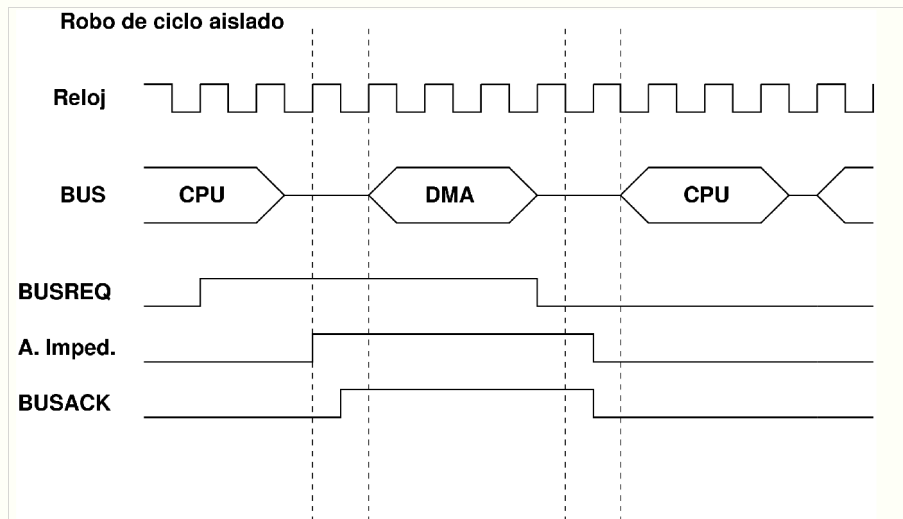 Robo de ciclo aislado
Reloj
BUS
CPU
DMA
CPU
BUSREQ
A. Imped.
BUSACK